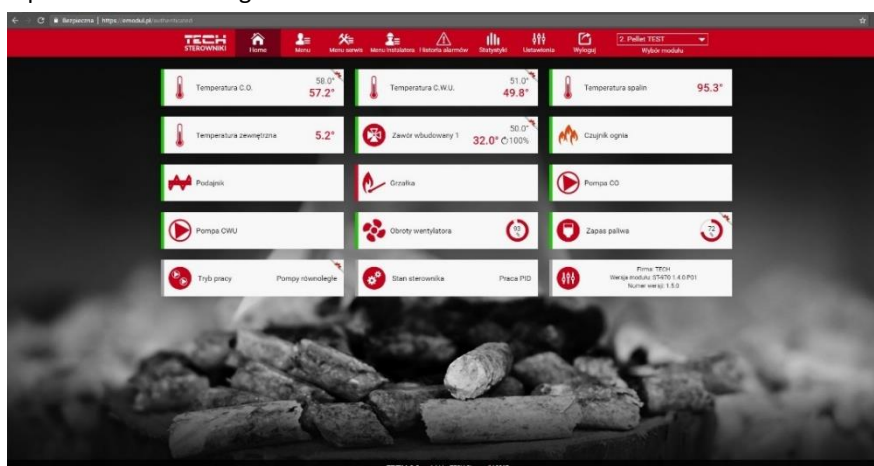 Bezpieczna | https://emodul.pl/authenticated
TECH
STEROWNIKI
Home
Menu
Menu serwis
Menu instalatora
Historia alarmów
Statystyki
Ustawienia
Wyloguj
2. Pellet TEST
Wybór modułu
Temperatura C.O.
58.0°
57.2°
Temperatura C.W.U.
51.0°
49.8°
Temperatura spalin
95.3°
Temperatura zewnętrzna
5.2°
Zawór wbudowany 1
50.0°
32.0° 100%
Czujnik ognia
Podajnik
Grzałka
Pompa CO
Pompa CWU
Obroty wentylatora
93
%
Zapas paliwa
72
%
Tryb pracy
Pompy równoległe
Stan sterownika
Praca PID
Firma: TECH
Wersja modułu: ST-670 1.4.0 P01
Numer wersji: 1.5.0